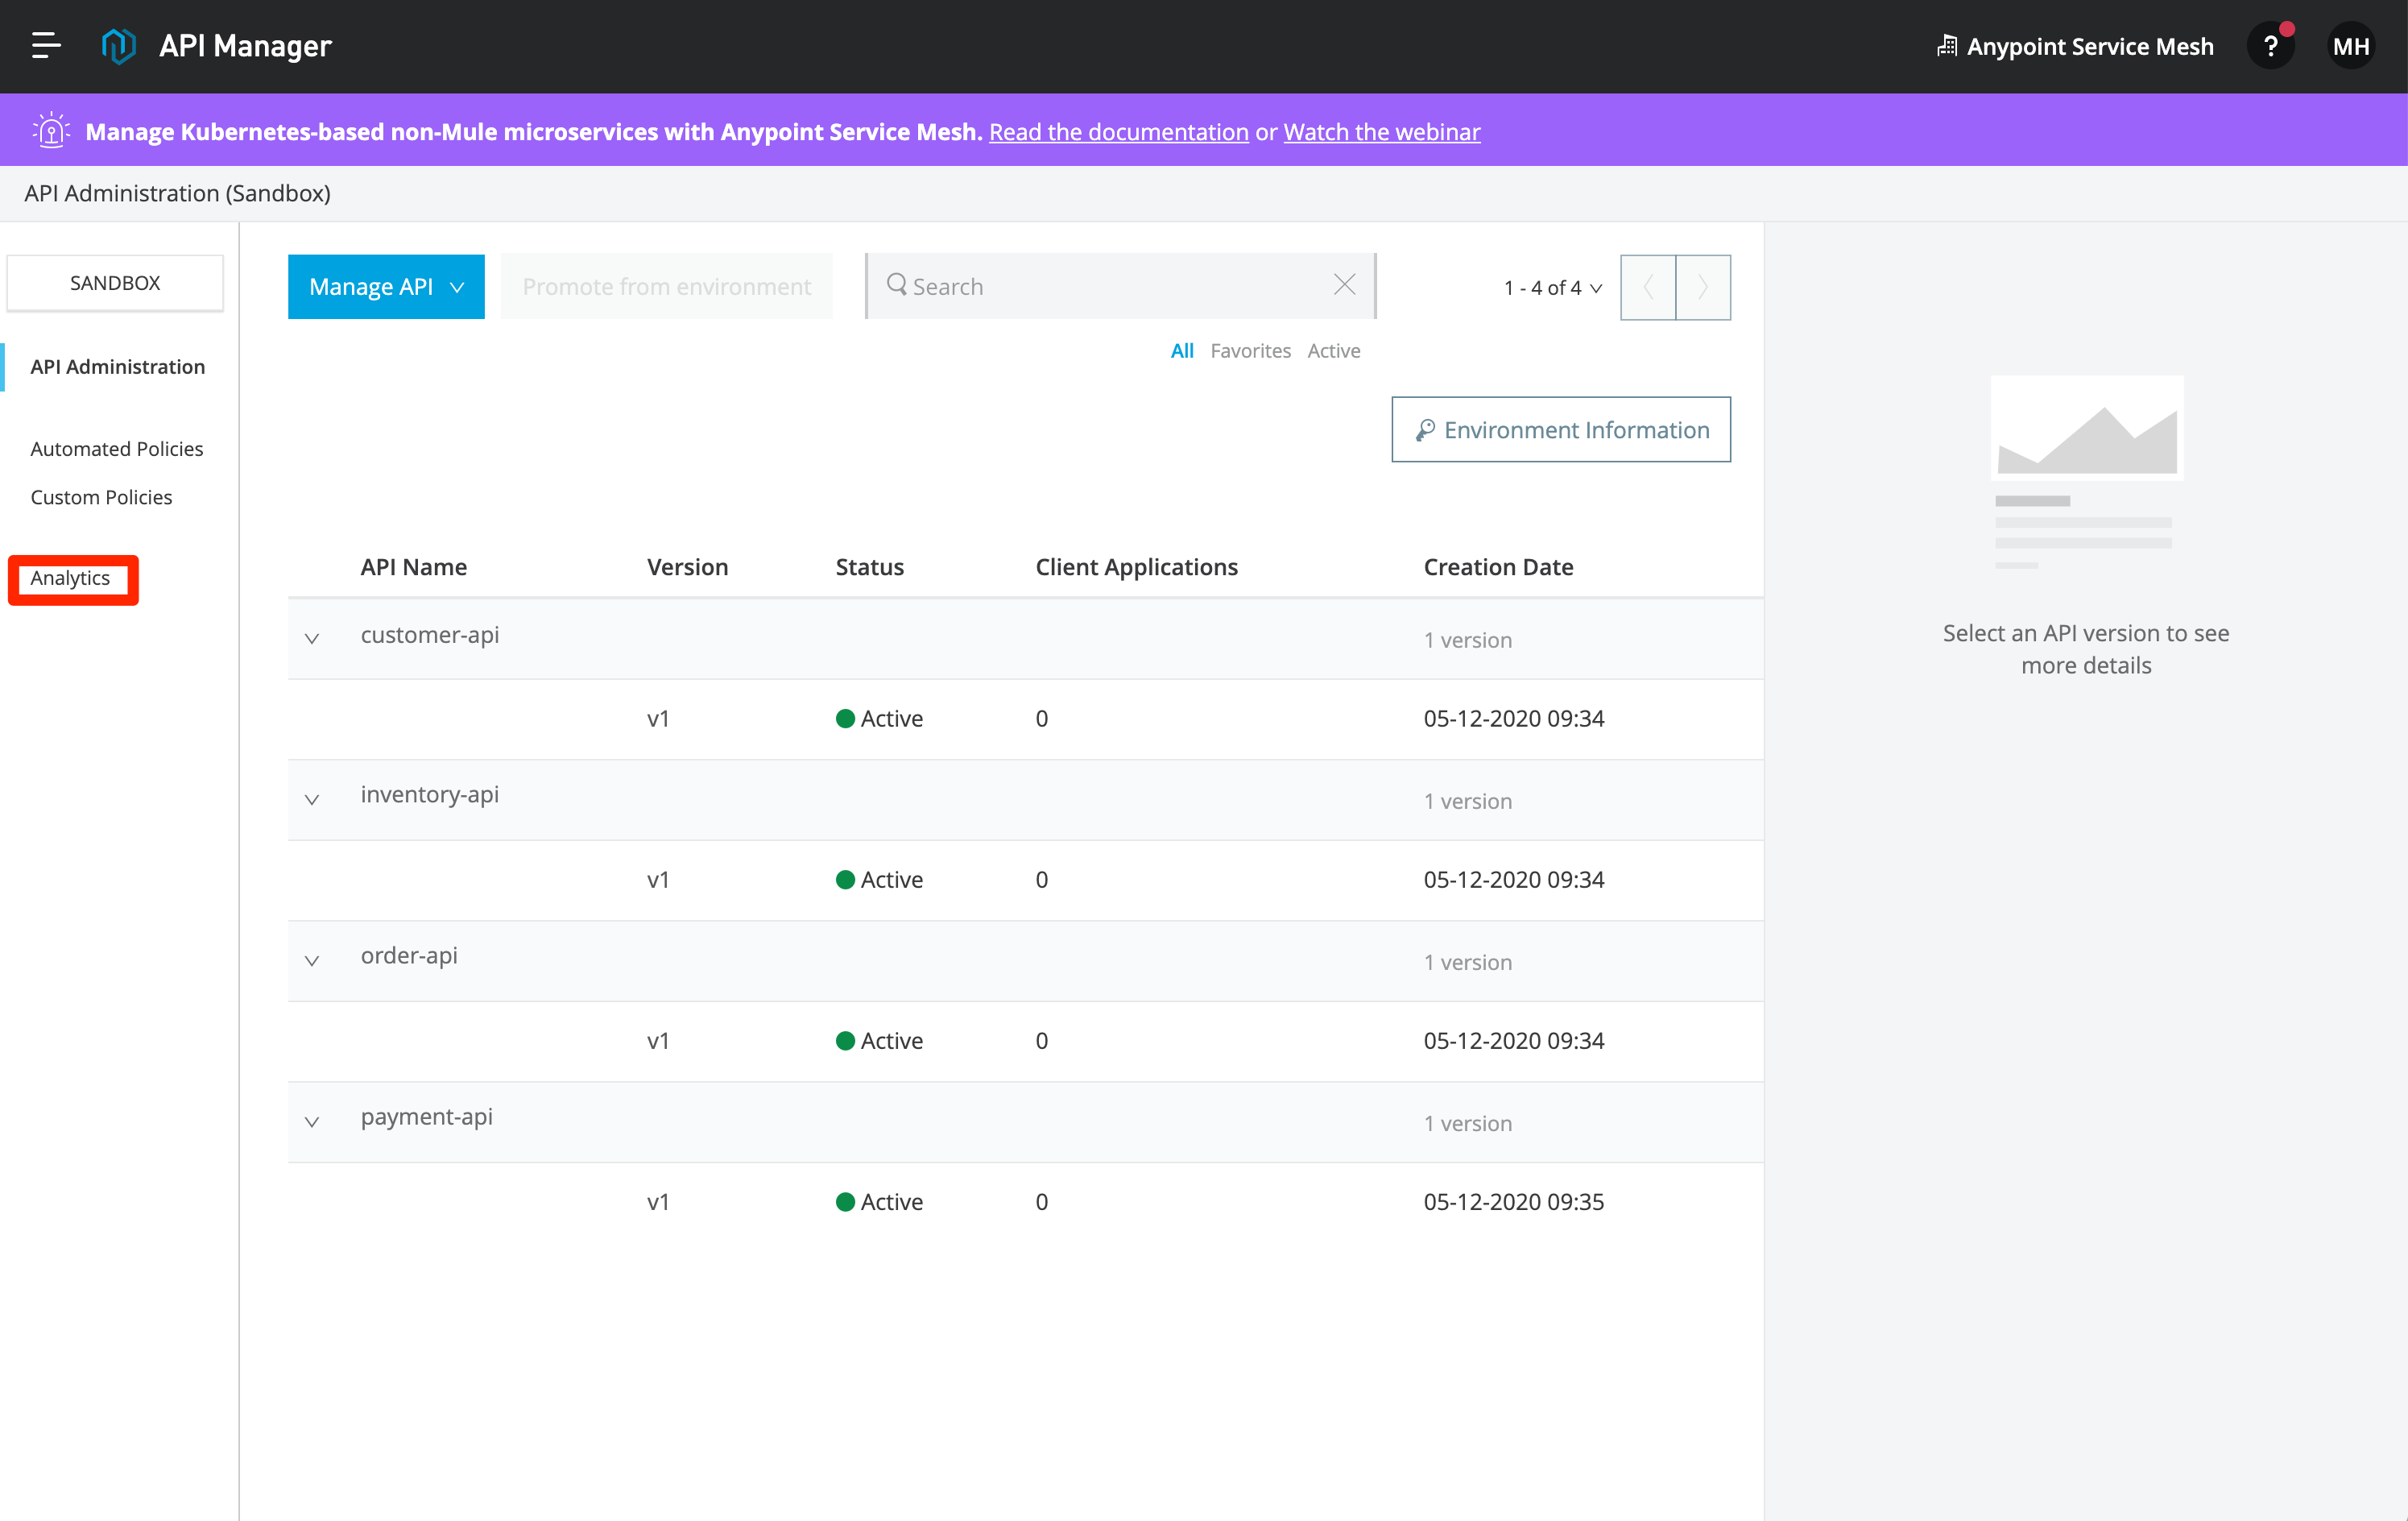 API Manager
Anypoint Service Mesh
?
MH
Manage Kubernetes-based non-Mule microservices with Anypoint Service Mesh. Read the documentation or Watch the webinar
API Administration (Sandbox)
SANDBOX
API Administration
Automated Policies
Custom Policies
Analytics
Manage API
Promote from environment
Search
1 - 4 of 4
All Favorites Active
Environment Information
API Name Version Status Client Applications Creation Date
customer-api 1 version
v1 Active 0 05-12-2020 09:34
inventory-api 1 version
v1 Active 0 05-12-2020 09:34
order-api 1 version
v1 Active 0 05-12-2020 09:34
payment-api 1 version
v1 Active 0 05-12-2020 09:35
Select an API version to see
more details